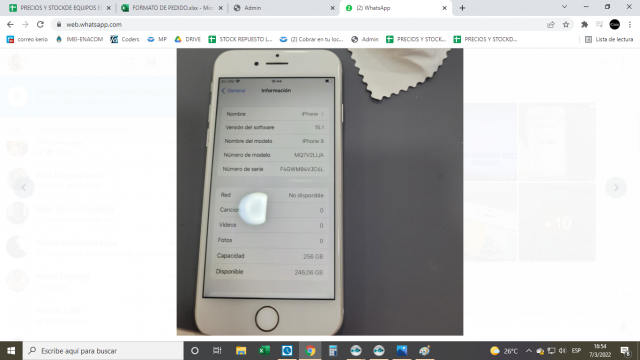 PRECIOS Y STOCKDE EQUIPOS |
FORMATO DE PEDIDO.xlsx - Micros
Admin
(2) WhatsApp
web.whatsapp.com
correo kerio
IMEI-ENACOM
Coders
MP
DRIVE
STOCK REPUESTO L...
(2) Cobrar en tu loc...
Admin
PRECIOS Y STOCK...
PRECIOS Y STOCKD...
Lista de lectura
General
Información
Nombre iPhone
Versión del software 15.1
Nombre del modelo iPhone 8
Número de modelo MQ7V2LL/A
Número de serie
Red No disponible
Cancio 0
Videos 0
Fotos 0
Capacidad 256 GB
Disponible 246,06 GB
+10
Escribe aquí para buscar
26°C
ESP
16:54
7/3/2022